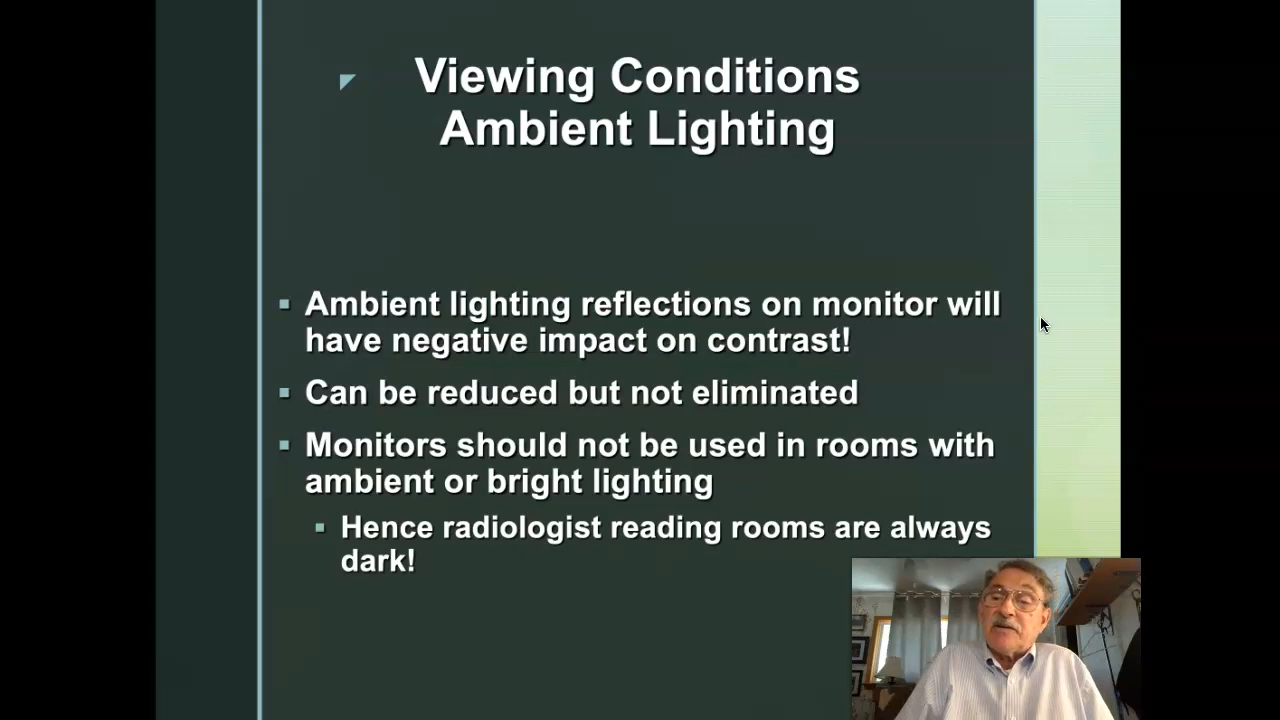 Viewing Conditions
Ambient Lighting
Ambient lighting reflections on monitor will
have negative impact on contrast!
Can be reduced but not eliminated
Monitors should not be used in rooms with
ambient or bright lighting
Hence radiologist reading rooms are always
dark!